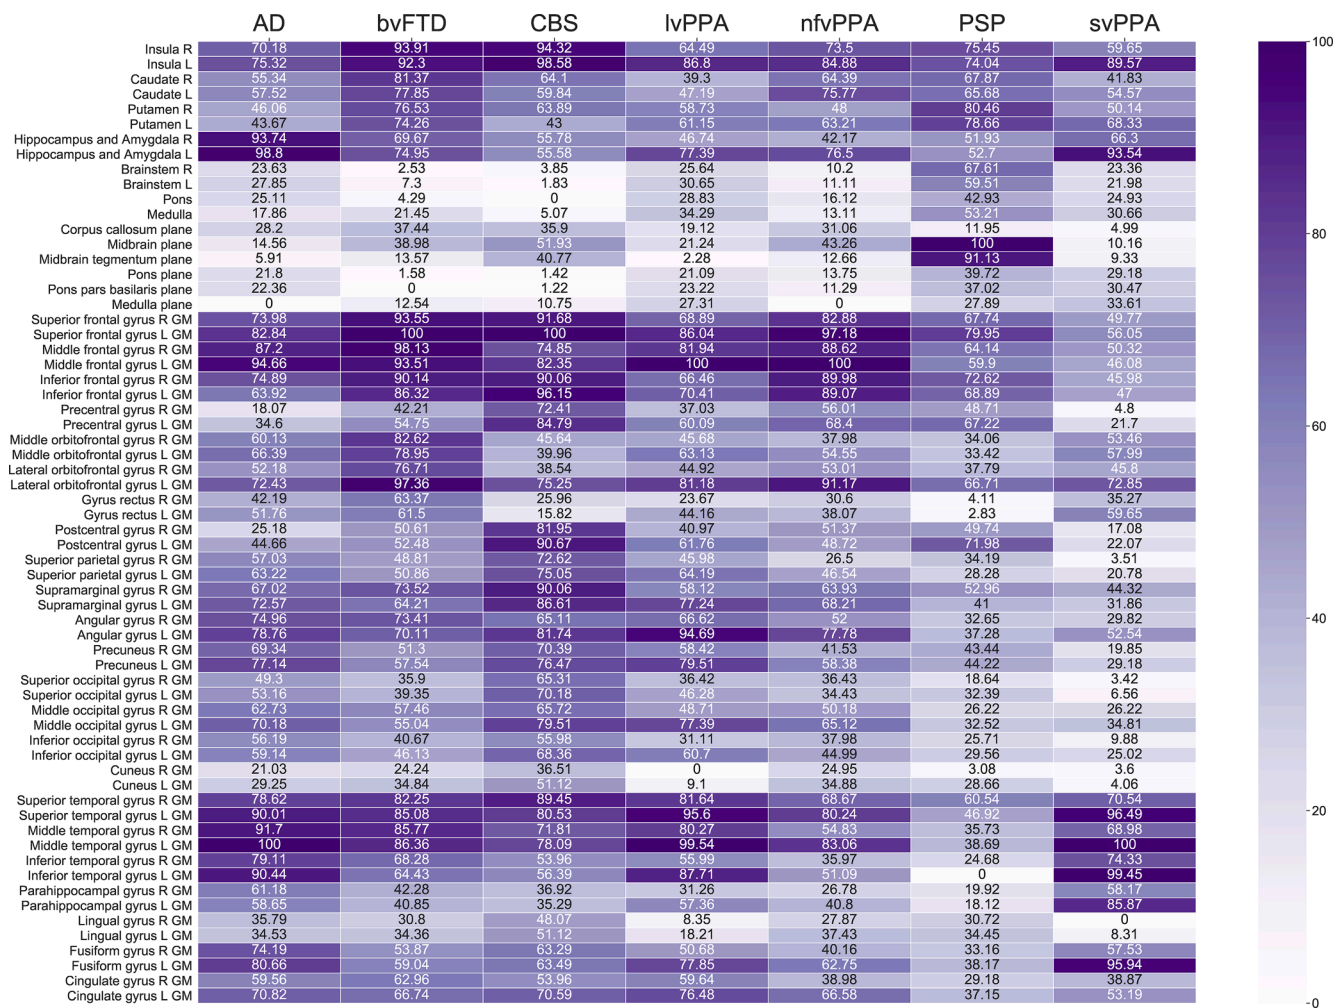 AD bvFTD CBS lvPPA nfvPPA PSP svPPA
Insula R 70.18 93.91 94.32 64.49 73.5 75.45 59.65
Insula L 75.32 92.3 98.58 86.8 84.88 74.04 89.57
Caudate R 55.34 81.37 64.1 39.3 64.39 67.87 41.83
Caudate L 57.52 77.85 59.84 47.19 75.77 65.68 54.57
Putamen R 46.06 76.53 63.89 58.73 48 80.46 50.14
Putamen L 43.67 74.26 43 61.15 63.21 78.66 68.33
Hippocampus and Amygdala R 93.74 69.67 55.78 46.74 42.17 51.93 66.3
Hippocampus and Amygdala L 98.8 74.95 55.58 77.39 76.5 52.7 93.54
Brainstem R 23.63 2.53 3.85 25.64 10.2 67.61 23.36
Brainstem L 27.85 7.3 1.83 30.65 11.11 59.51 21.98
Pons 25.11 4.29 0 28.83 16.12 42.93 24.93
Medulla 17.86 21.45 5.07 34.29 13.11 53.21 30.66
Corpus callosum plane 28.2 37.44 35.9 19.12 31.06 11.95 4.99
Midbrain plane 14.56 38.98 51.93 21.24 43.26 100 10.16
Midbrain tegmentum plane 5.91 13.57 40.77 2.28 12.66 91.13 9.33
Pons plane 21.8 1.58 1.42 21.09 13.75 39.72 29.18
Pons pars basilaris plane 22.36 0 1.22 23.22 11.29 37.02 30.47
Medulla plane 0 12.54 10.75 27.31 0 27.89 33.61
Superior frontal gyrus R GM 73.98 93.55 91.68 68.89 82.88 67.74 49.77
Superior frontal gyrus L GM 82.84 100 100 86.04 97.18 79.95 56.05
Middle frontal gyrus R GM 87.2 98.13 74.85 81.94 88.62 64.14 50.32
Middle frontal gyrus L GM 94.66 93.51 82.35 100 100 59.9 46.08
Inferior frontal gyrus R GM 74.89 90.14 90.06 66.46 89.98 72.62 45.98
Inferior frontal gyrus L GM 63.92 86.32 96.15 70.41 89.07 68.89 47
Precentral gyrus R GM 18.07 42.21 72.41 37.03 56.01 48.71 4.8
Precentral gyrus L GM 34.6 54.75 84.79 60.09 68.4 67.22 21.7
Middle orbitofrontal gyrus R GM 60.13 82.62 45.64 45.68 37.98 34.06 53.46
Middle orbitofrontal gyrus L GM 66.39 78.95 39.96 63.13 54.55 33.42 57.99
Lateral orbitofrontal gyrus R GM 52.18 76.71 38.54 44.92 53.01 37.79 45.8
Lateral orbitofrontal gyrus L GM 72.43 97.36 75.25 81.18 91.17 66.71 72.85
Gyrus rectus R GM 42.19 63.37 25.96 23.67 30.6 4.11 35.27
Gyrus rectus L GM 51.76 61.5 15.82 44.16 38.07 2.83 59.65
Postcentral gyrus R GM 25.18 50.61 81.95 40.97 51.37 49.74 17.08
Postcentral gyrus L GM 44.66 52.48 90.67 61.76 48.72 71.98 22.07
Superior parietal gyrus R GM 57.03 48.81 72.62 45.98 26.5 34.19 3.51
Superior parietal gyrus L GM 63.22 50.86 75.05 64.19 46.54 28.28 20.78
Supramarginal gyrus R GM 67.02 73.52 90.06 58.12 63.93 52.96 44.32
Supramarginal gyrus L GM 72.57 64.21 86.61 77.24 68.21 41 31.86
Angular gyrus R GM 74.96 73.41 65.11 66.62 52 32.65 29.82
Angular gyrus L GM 78.76 70.11 81.74 94.69 77.78 37.28 52.54
Precuneus R GM 69.34 51.3 70.39 58.42 41.53 43.44 19.85
Precuneus L GM 77.14 57.54 76.47 79.51 58.38 44.22 29.18
Superior occipital gyrus R GM 49.3 35.9 65.31 36.42 36.43 18.64 3.42
Superior occipital gyrus L GM 53.16 39.35 70.18 46.28 34.43 32.39 6.56
Middle occipital gyrus R GM 62.73 57.46 65.72 48.71 50.18 26.22 26.22
Middle occipital gyrus L GM 70.18 55.04 79.51 77.39 65.12 32.52 34.81
Inferior occipital gyrus R GM 56.19 40.67 55.98 31.11 37.98 25.71 9.88
Inferior occipital gyrus L GM 59.14 46.13 68.36 60.7 44.99 29.56 25.02
Cuneus R GM 21.03 24.24 36.51 0 24.95 3.08 3.6
Cuneus L GM 29.25 34.84 51.12 9.1 34.88 28.66 4.06
Superior temporal gyrus R GM 78.62 82.25 89.45 81.64 68.67 60.54 70.54
Superior temporal gyrus L GM 90.01 85.08 80.53 95.6 80.24 46.92 96.49
Middle temporal gyrus R GM 91.7 85.77 71.81 80.27 54.83 35.73 68.98
Middle temporal gyrus L GM 100 86.36 78.09 99.54 83.06 38.69 100
Inferior temporal gyrus R GM 79.11 68.28 53.96 55.99 35.97 24.68 74.33
Inferior temporal gyrus L GM 90.44 64.43 56.39 87.71 51.09 0 99.45
Parahippocampal gyrus R GM 61.18 42.28 36.92 31.26 26.78 19.92 58.17
Parahippocampal gyrus L GM 58.65 40.85 35.29 57.36 40.8 18.12 85.87
Lingual gyrus R GM 35.79 30.8 48.07 8.35 27.87 30.72 0
Lingual gyrus L GM 34.53 34.36 51.12 18.21 37.43 34.45 8.31
Fusiform gyrus R GM 74.19 53.87 63.29 50.68 40.16 33.16 57.53
Fusiform gyrus L GM 80.66 59.04 63.49 77.85 62.75 38.17 95.94
Cingulate gyrus R GM 59.56 62.96 53.96 59.64 38.98 29.18 38.87
Cingulate gyrus L GM 70.82 66.74 70.59 76.48 66.58 37.15 53.19
100
80
60
40
20
0